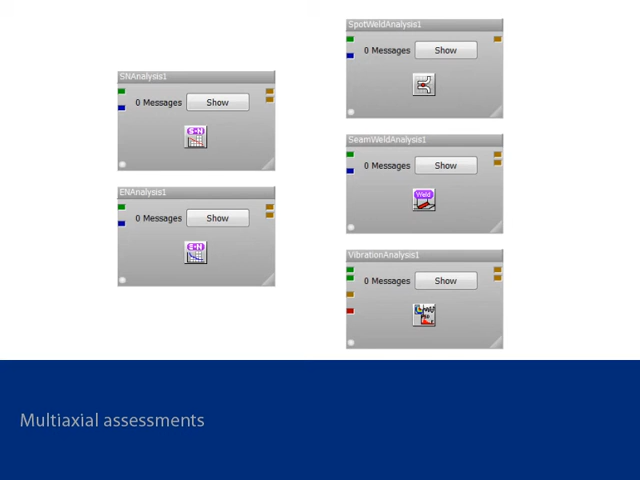 SNAnalysis1
0 Messages Show
S-N
ENAnalysis1
0 Messages Show
E-N
SpotWeldAnalysis1
0 Messages Show
SeamWeldAnalysis1
0 Messages Show
Weld
VibrationAnalysis1
0 Messages Show
Multiaxial assessments